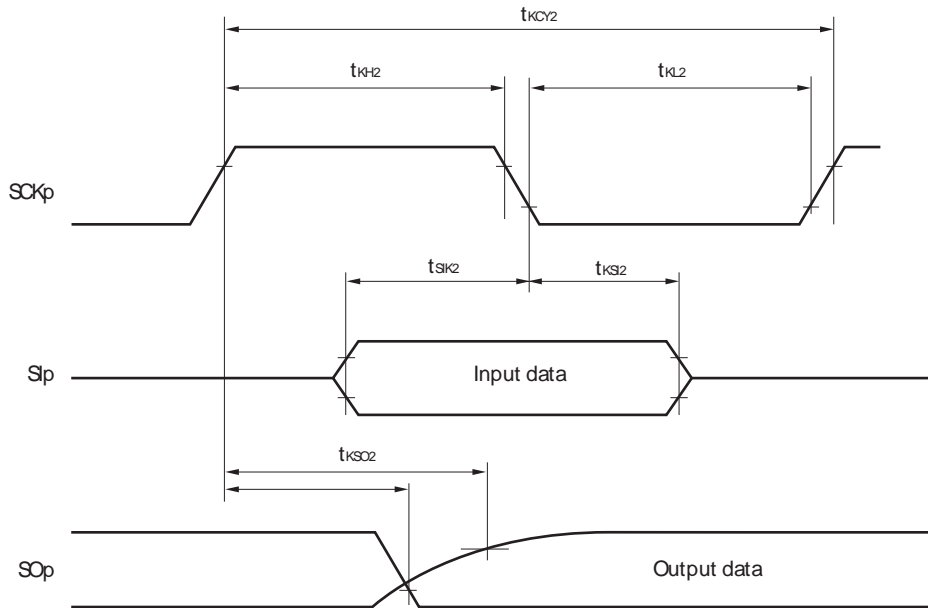 tKCY2
tKH2
tKL2
SCKp
tSIK2
tKSI2
SIp
Input data
tKSO2
SOp
Output data